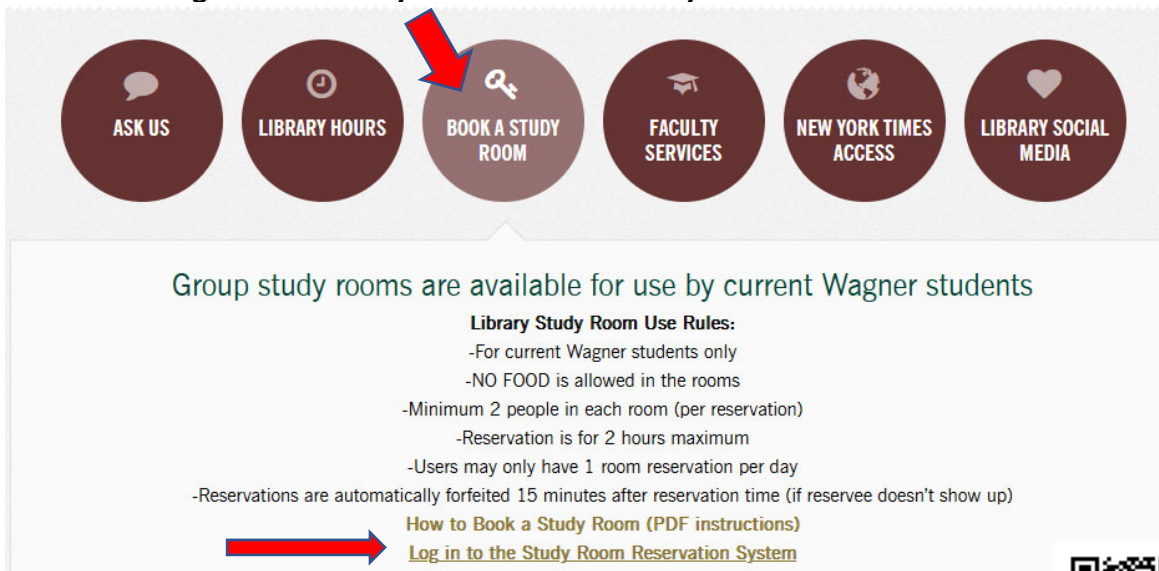 ASK US
LIBRARY HOURS
BOOK A STUDY
ROOM
FACULTY
SERVICES
NEW YORK TIMES
ACCESS
LIBRARY SOCIAL
MEDIA
Group study rooms are available for use by current Wagner students
Library Study Room Use Rules:
-For current Wagner students only
-NO FOOD is allowed in the rooms
-Minimum 2 people in each room (per reservation)
-Reservation is for 2 hours maximum
-Users may only have 1 room reservation per day
-Reservations are automatically forfeited 15 minutes after reservation time (if reservee doesn't show up)
How to Book a Study Room (PDF instructions)
Log in to the Study Room Reservation System